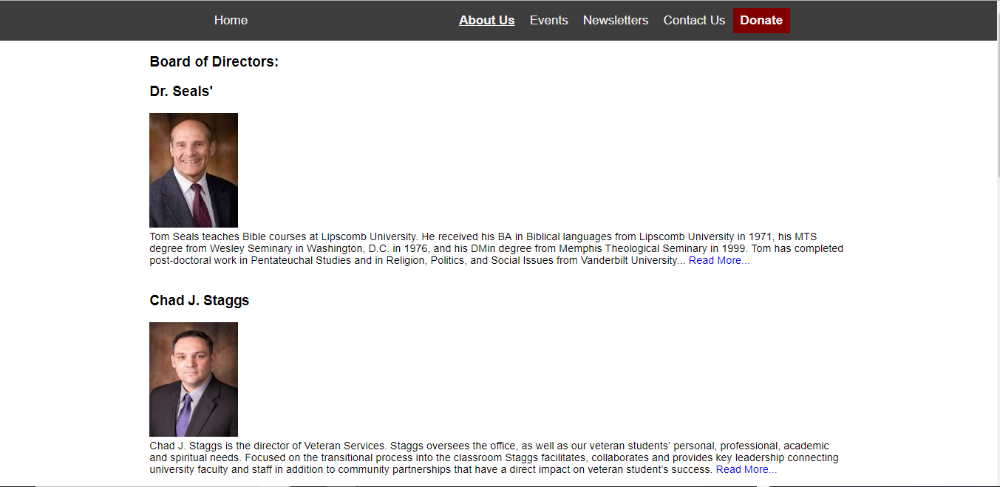 Home About Us Events Newsletters Contact Us Donate
Board of Directors:
Dr. Seals'
Tom Seals teaches Bible courses at Lipscomb University. He received his BA in Biblical languages from Lipscomb University in 1971, his MTS
degree from Wesley Seminary in Washington, D.C. in 1976, and his DMin degree from Memphis Theological Seminary in 1999. Tom has completed
post-doctoral work in Pentateuchal Studies and in Religion, Politics, and Social Issues from Vanderbilt University... Read More...
Chad J. Staggs
Chad J. Staggs is the director of Veteran Services. Staggs oversees the office, as well as our veteran students’ personal, professional, academic
and spiritual needs. Focused on the transitional process into the classroom Staggs facilitates, collaborates and provides key leadership connecting
university faculty and staff in addition to community partnerships that have a direct impact on veteran student’s success. Read More...